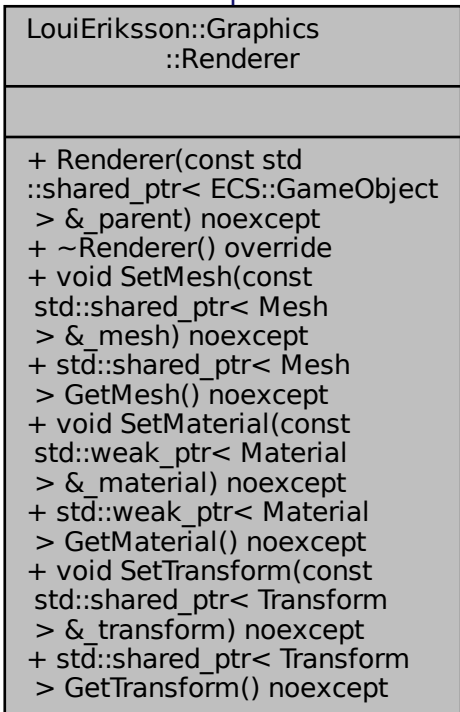 LouiEriksson::Graphics
::Renderer
+ Renderer(const std
::shared_ptr< ECS::GameObject
> &_parent) noexcept
+ ~Renderer() override
+ void SetMesh(const
std::shared_ptr< Mesh
> &_mesh) noexcept
+ std::shared_ptr< Mesh
> GetMesh() noexcept
+ void SetMaterial(const
std::weak_ptr< Material
> &_material) noexcept
+ std::weak_ptr< Material
> GetMaterial() noexcept
+ void SetTransform(const
std::shared_ptr< Transform
> &_transform) noexcept
+ std::shared_ptr< Transform
> GetTransform() noexcept